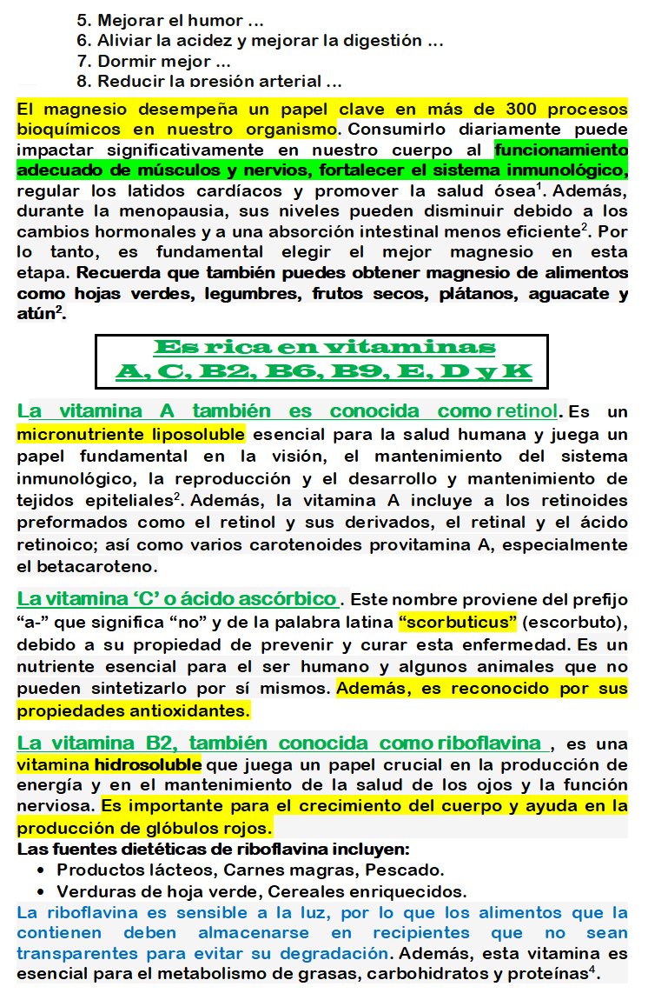 5. Mejorar el humor ...
6. Aliviar la acidez y mejorar la digestión ...
7. Dormir mejor ...
8. Reducir la presión arterial ...
El magnesio desempeña un papel clave en más de 300 procesos
bioquímicos en nuestro organismo. Consumirlo diariamente puede
impactar significativamente en nuestro cuerpo al funcionamiento
adecuado de músculos y nervios, fortalecer el sistema inmunológico,
regular los latidos cardíacos y promover la salud ósea¹. Además,
durante la menopausia, sus niveles pueden disminuir debido a los
cambios hormonales y a una absorción intestinal menos eficiente². Por
lo tanto, es fundamental elegir el mejor magnesio en esta
etapa. Recuerda que también puedes obtener magnesio de alimentos
como hojas verdes, legumbres, frutos secos, plátanos, aguacate y
atún².
Es rica en vitaminas
A, C, B2, B6, B9, E, D y K
La vitamina A también es conocida como retinol. Es un
micronutriente liposoluble esencial para la salud humana y juega un
papel fundamental en la visión, el mantenimiento del sistema
inmunológico, la reproducción y el desarrollo y mantenimiento de
tejidos epiteliales². Además, la vitamina A incluye a los retinoides
preformados como el retinol y sus derivados, el retinal y el ácido
retinoico; así como varios carotenoides provitamina A, especialmente
el betacaroteno.
La vitamina ‘C’ o ácido ascórbico . Este nombre proviene del prefijo
“a-” que significa “no” y de la palabra latina “scorbuticus” (escorbuto),
debido a su propiedad de prevenir y curar esta enfermedad. Es un
nutriente esencial para el ser humano y algunos animales que no
pueden sintetizarlo por sí mismos. Además, es reconocido por sus
propiedades antioxidantes.
La vitamina B2, también conocida como riboflavina , es una
vitamina hidrosoluble que juega un papel crucial en la producción de
energía y en el mantenimiento de la salud de los ojos y la función
nerviosa. Es importante para el crecimiento del cuerpo y ayuda en la
producción de glóbulos rojos.
Las fuentes dietéticas de riboflavina incluyen:
• Productos lácteos, Carnes magras, Pescado.
• Verduras de hoja verde, Cereales enriquecidos.
La riboflavina es sensible a la luz, por lo que los alimentos que la
contienen deben almacenarse en recipientes que no sean
transparentes para evitar su degradación. Además, esta vitamina es
esencial para el metabolismo de grasas, carbohidratos y proteínas⁴.